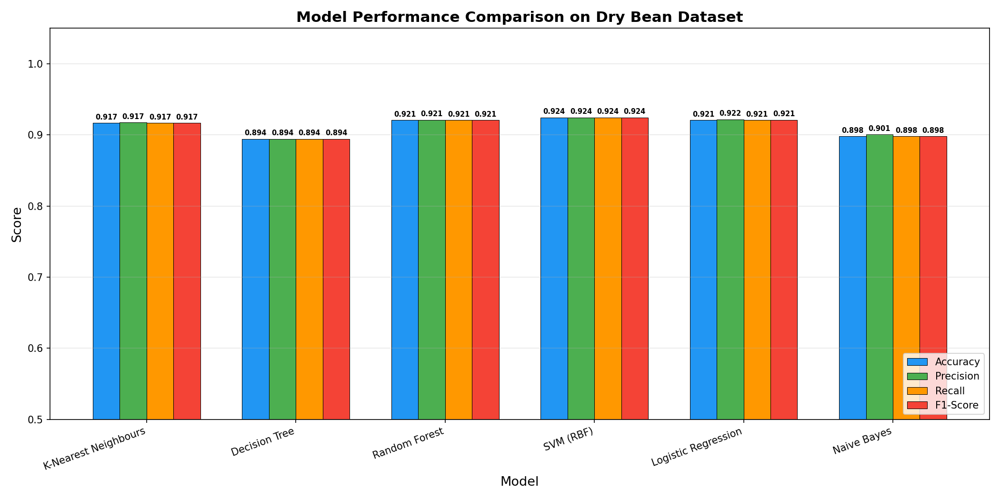 Model Performance Comparison on Dry Bean Dataset
Score
1.0
0.9
0.8
0.7
0.6
0.5
0.917 0.917 0.917 0.917
0.894 0.894 0.894 0.894
0.921 0.921 0.921 0.921
0.924 0.924 0.924 0.924
0.921 0.922 0.921 0.921
0.898 0.901 0.898 0.898
Accuracy
Precision
Recall
F1-Score
K-Nearest Neighbours
Decision Tree
Random Forest
SVM (RBF)
Logistic Regression
Naive Bayes
Model